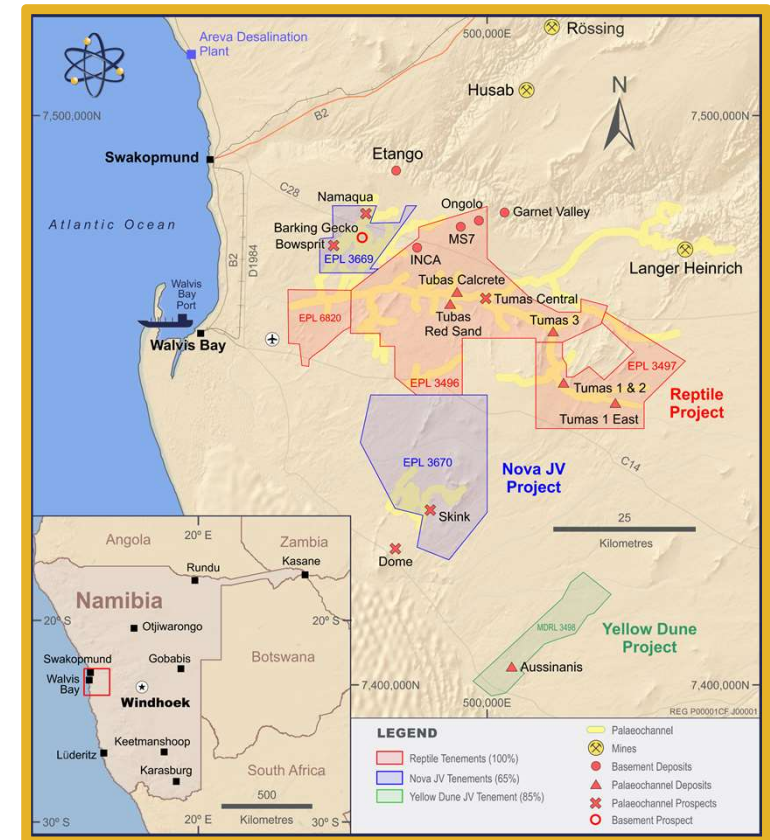 Areva Desalination
Plant
500,000E
Rössing
Husab
N
7,500,000N
7,500,000N
B2
Swakopmund
Etango
C28
Namaqua
Ongolo
Garnet Valley
Atlantic Ocean
Barking Gecko
MS7
Bowsprit
B2
D1984
EPL 3669
INCA
Langer Heinrich
Tubas Calcrete
Walvis
Bay
Port
Tumas Central
Tubas
Red Sand
EPL 6820
Tumas 3
Walvis Bay
EPL 3497
EPL 3496
Tumas 1 & 2
Reptile
Project
Tumas 1 East
EPL 3670
Nova JV
Project
C14
Skink
25
Kilometres
Dome
MDRL 3498
Yellow Dune
Project
Aussinanis
7,400,000N
7,400,000N
500,000E
REG P00001CF J00001
Angola
20° E
Zambia
Rundu
Kasane
Namibia
20° S
20° S
Otjiwarongo
Swakopmund
Gobabis
Botswana
Walvis
Bay
Windhoek
Keetmanshoop
Lüderitz
Karasburg
South Africa
500
Kilometres
30° S
20° E
30° S
LEGEND
Reptile Tenements (100%)
Nova JV Tenements (65%)
Yellow Dune JV Tenement (85%)
Palaeochannel
Mines
Basement Deposits
Palaeochannel Deposits
Palaeochannel Prospects
Basement Prospect